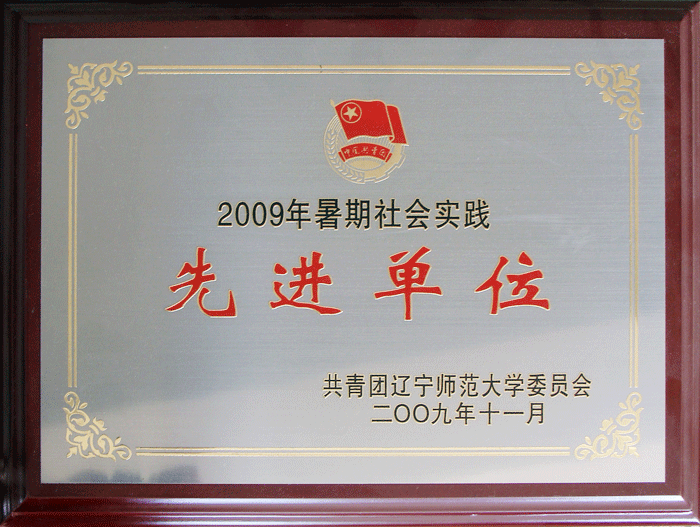 中国共青团
2009年暑期社会实践
先进单位
共青团辽宁师范大学委员会
二〇〇九年十一月